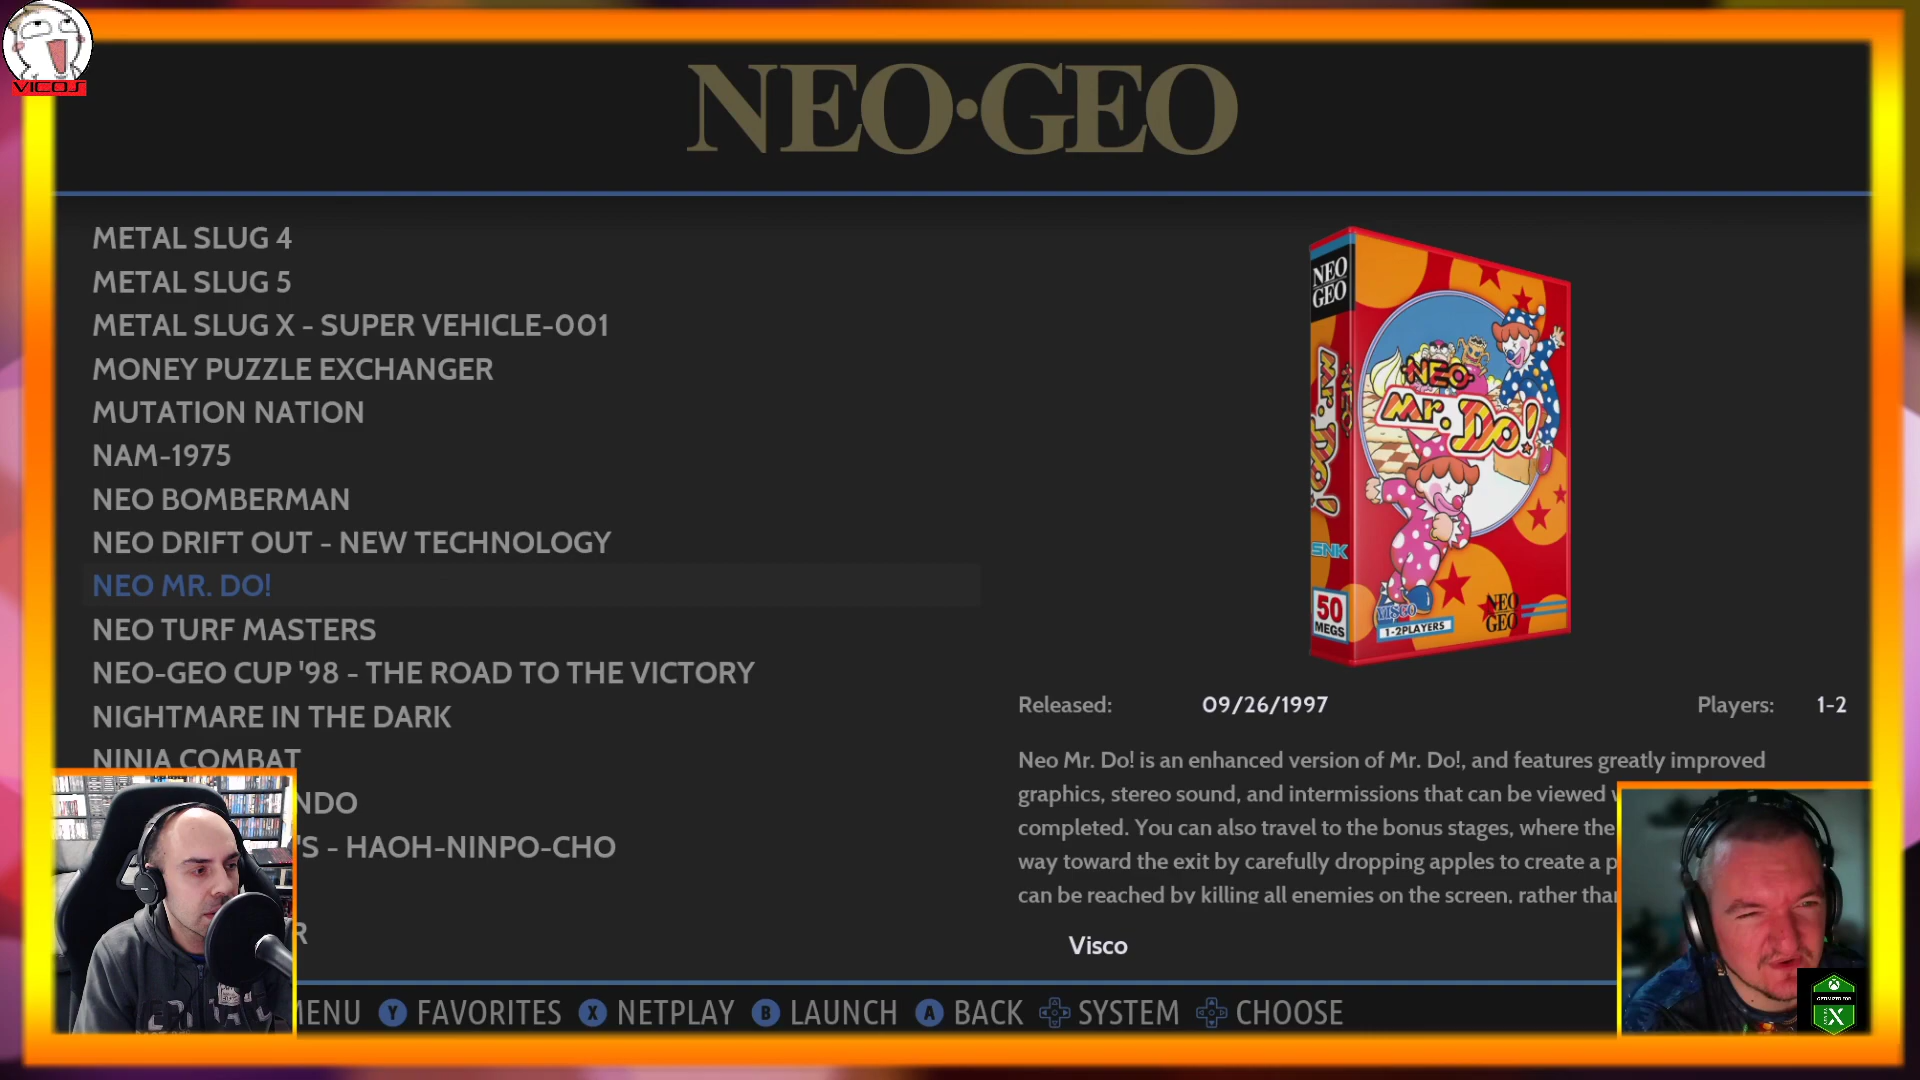 VICOS
NEO·GEO
METAL SLUG 4
METAL SLUG 5
METAL SLUG X - SUPER VEHICLE-001
MONEY PUZZLE EXCHANGER
MUTATION NATION
NAM-1975
NEO BOMBERMAN
NEO DRIFT OUT - NEW TECHNOLOGY
NEO MR. DO!
NEO TURF MASTERS
NEO-GEO CUP '98 - THE ROAD TO THE VICTORY
NIGHTMARE IN THE DARK
NINJA COMBAT
NDO
'S - HAOH-NINPO-CHO
R
NEO
GEO
NEO
Mr. Do!
SNK
50
MEGS
NEO
Mr. Do!
VISCO
1-2PLAYERS
NEO
GEO
Released: 09/26/1997
Players: 1-2
Neo Mr. Do! is an enhanced version of Mr. Do!, and features greatly improved
graphics, stereo sound, and intermissions that can be viewed
completed. You can also travel to the bonus stages, where the
way toward the exit by carefully dropping apples to create a p
can be reached by killing all enemies on the screen, rather than
Visco
MENU Y FAVORITES X NETPLAY B LAUNCH A BACK SYSTEM CHOOSE
X